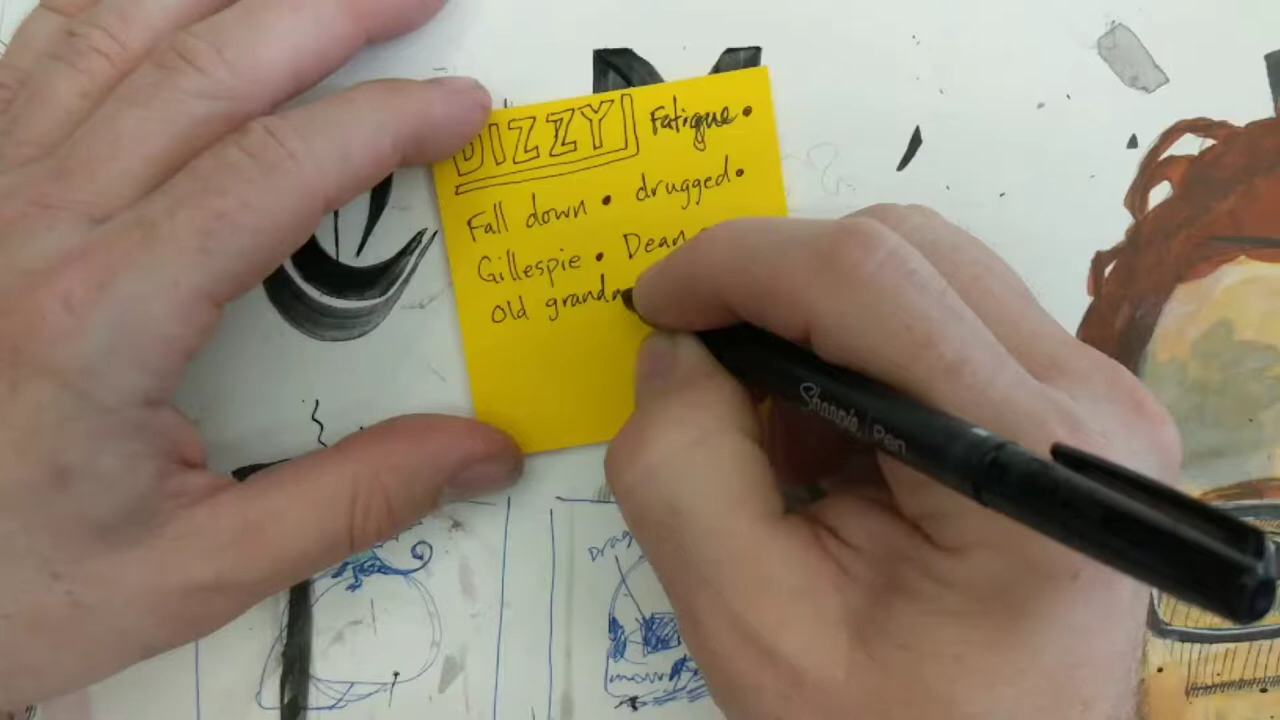 DIZZY Fatigue •
Fall down • drugged •
Gillespie • Dean
Old grand
Sharpie Pen